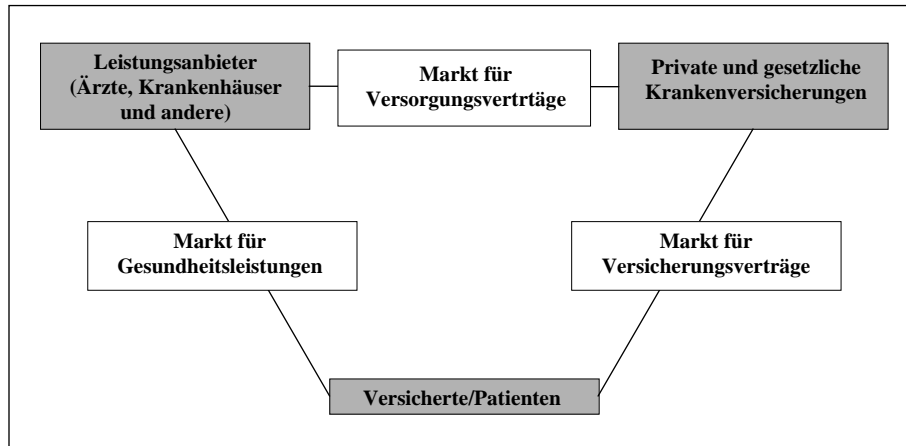 Leistungsanbieter
(Ärzte, Krankenhäuser
und andere)
Markt für
Versorgungsvertrtäge
Private und gesetzliche
Krankenversicherungen
Markt für
Gesundheitsleistungen
Markt für
Versicherungsverträge
Versicherte/Patienten